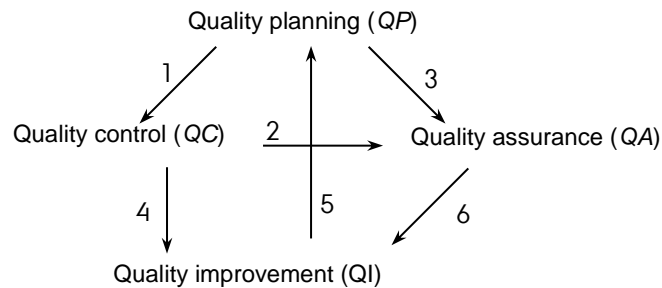 Quality planning (QP)
1
3
Quality control (QC)
2
Quality assurance (QA)
4
5
6
Quality improvement (QI)